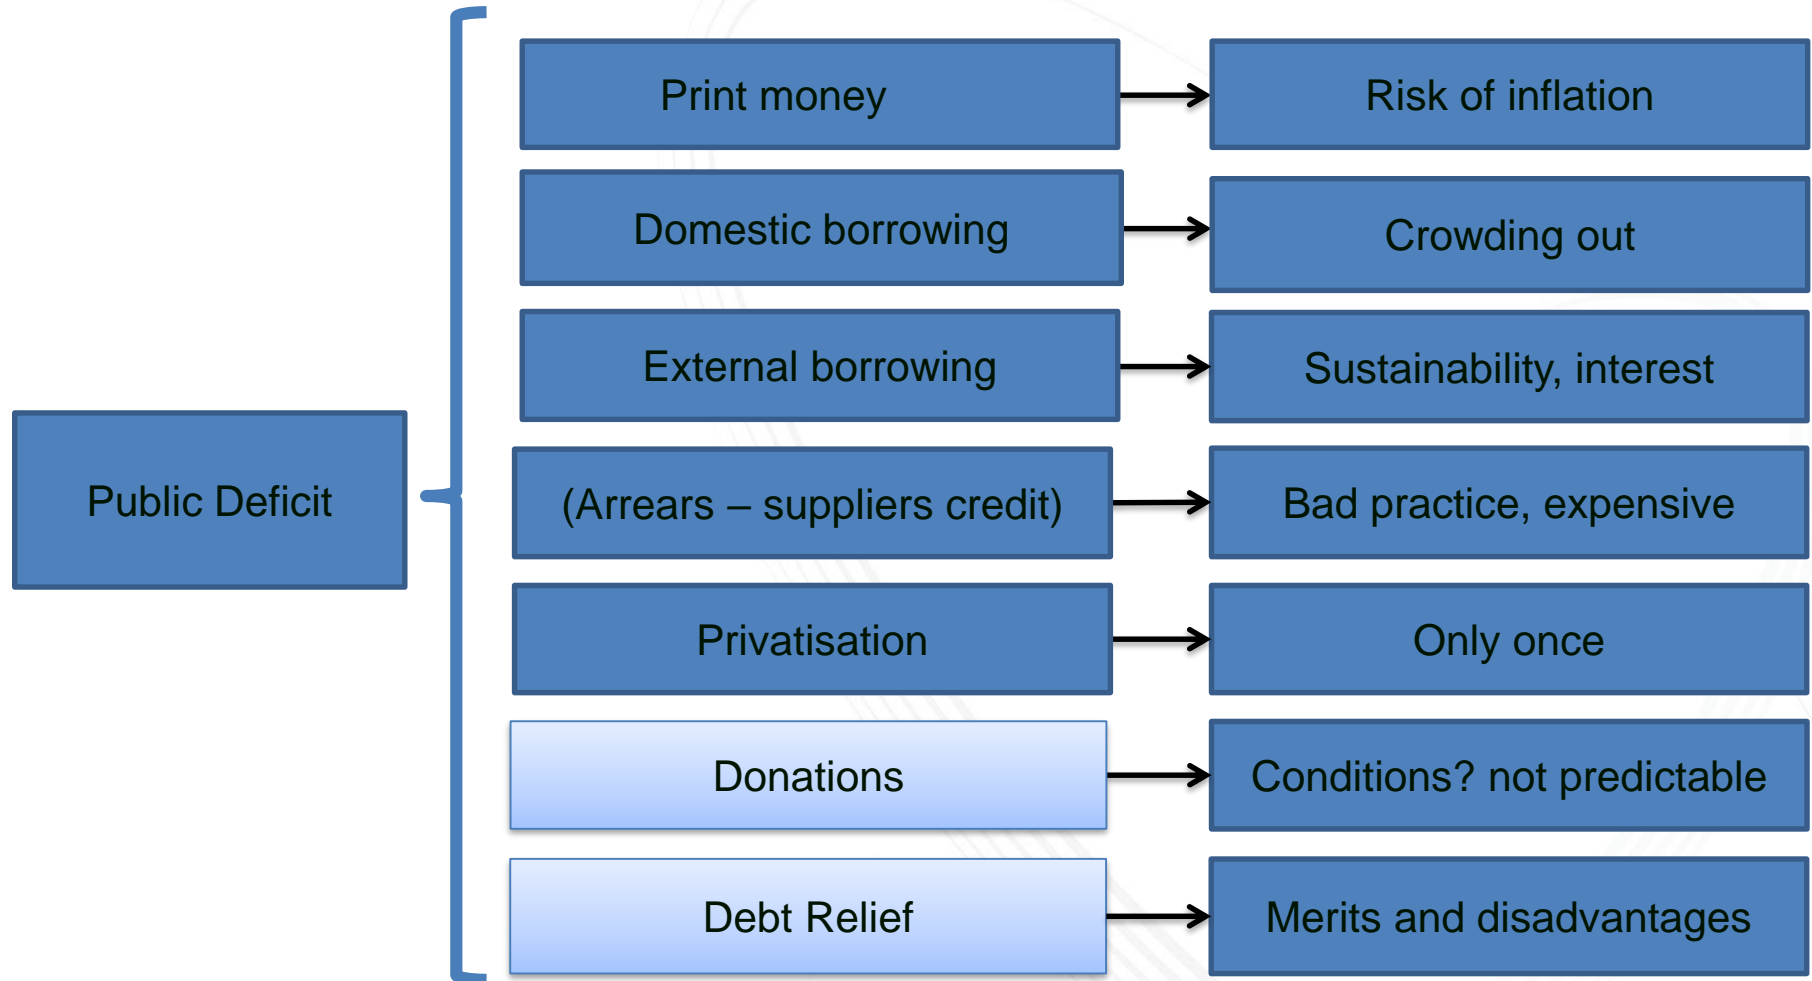 Public Deficit
Print money
Risk of inflation
Domestic borrowing
Crowding out
External borrowing
Sustainability, interest
(Arrears – suppliers credit)
Bad practice, expensive
Privatisation
Only once
Donations
Conditions? not predictable
Debt Relief
Merits and disadvantages